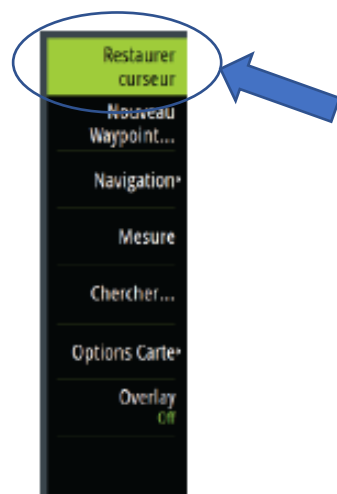 Restaurer
curseur
Nouveau
Waypoint...
Navigation
Mesure
Chercher...
Options Carte
Overlay
Off